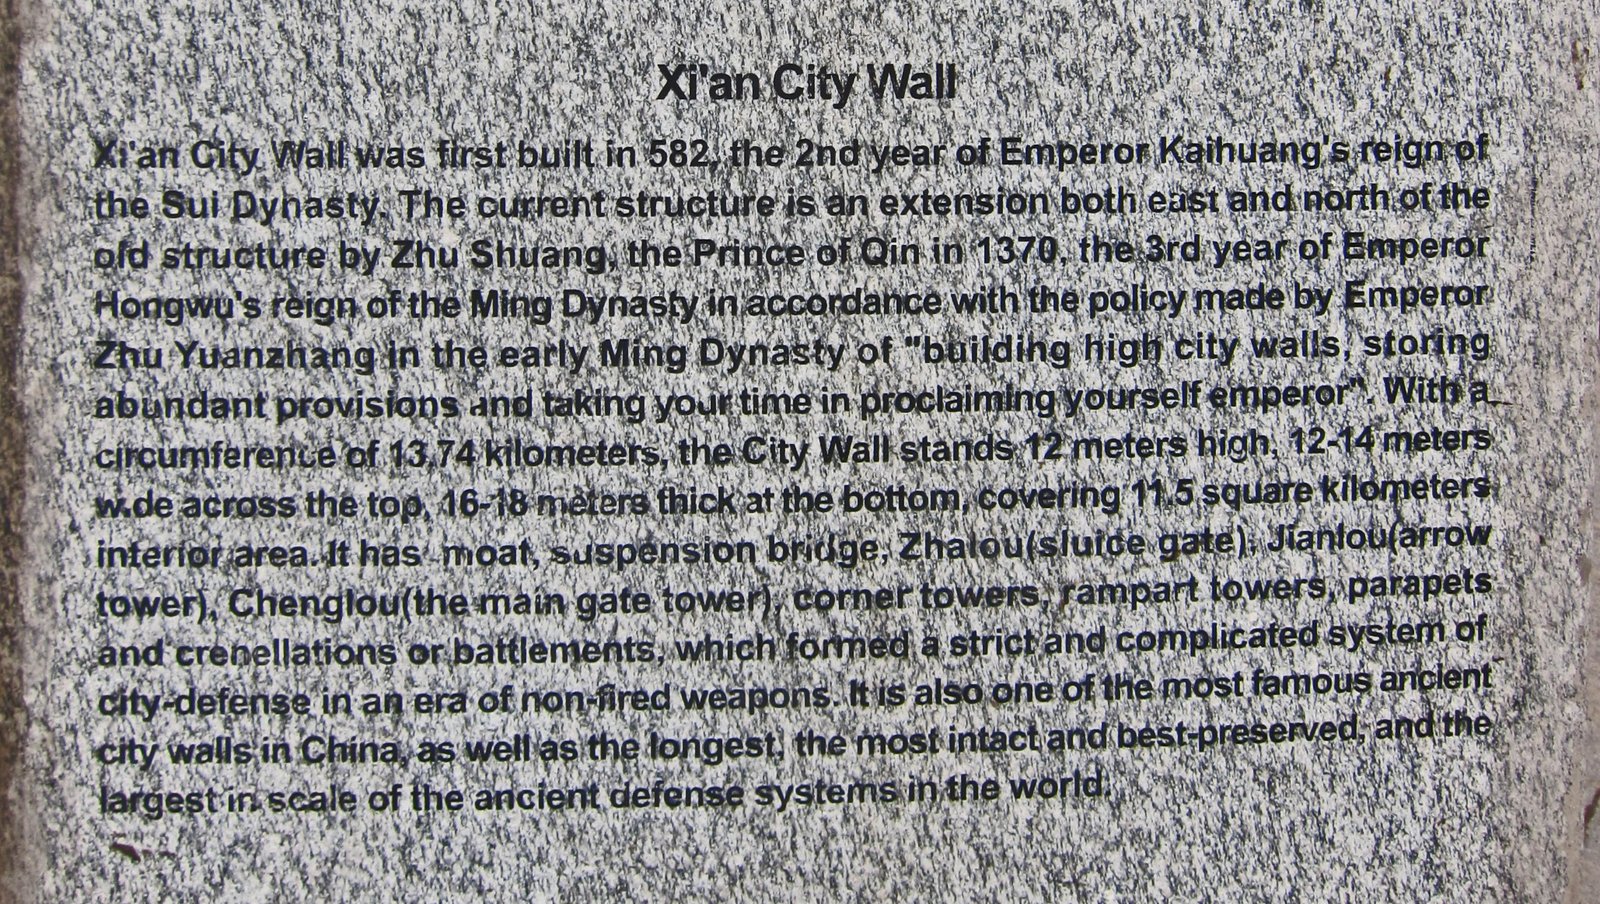 Xi'an City Wall
Xi'an City Wall was first built in 582, the 2nd year of Emperor Kaihuang's reign of
the Sui Dynasty. The current structure is an extension both east and north of the
old structure by Zhu Shuang, the Prince of Qin in 1370, the 3rd year of Emperor
Hongwu's reign of the Ming Dynasty in accordance with the policy made by Emperor
Zhu Yuanzhang in the early Ming Dynasty of "building high city walls, storing
abundant provisions and taking your time in proclaiming yourself emperor". With a
circumference of 13.74 kilometers, the City Wall stands 12 meters high, 12-14 meters
wide across the top, 16-18 meters thick at the bottom, covering 11.5 square kilometers
interior area. It has moat, suspension bridge, Zhalou(sluice gate), Jianlou(arrow
tower), Chenglou(the main gate tower), corner towers, rampart towers, parapets
and crenellations or battlements, which formed a strict and complicated system of
city-defense in an era of non-fired weapons. It is also one of the most famous ancient
city walls in China, as well as the longest, the most intact and best-preserved, and the
largest in scale of the ancient defense systems in the world.